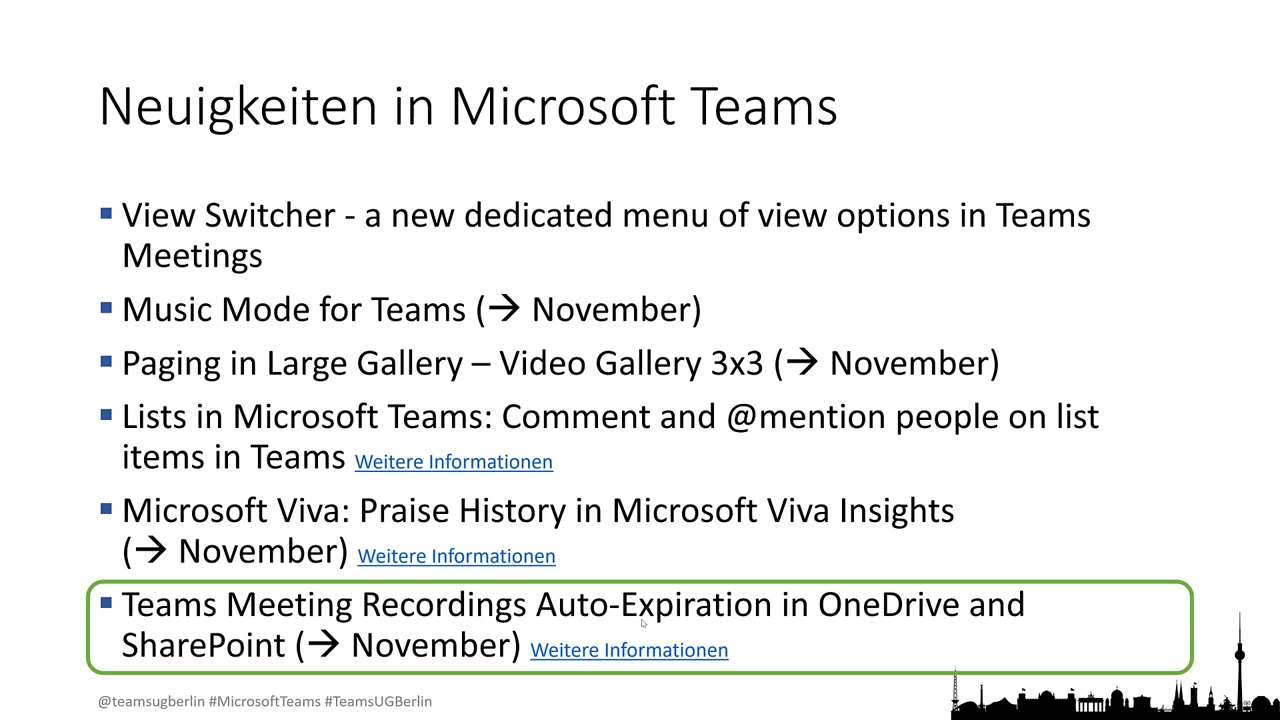 Neuigkeiten in Microsoft Teams
View Switcher - a new dedicated menu of view options in Teams
Meetings
Music Mode for Teams (→ November)
Paging in Large Gallery – Video Gallery 3x3 (→ November)
Lists in Microsoft Teams: Comment and @mention people on list
items in Teams Weitere Informationen
Microsoft Viva: Praise History in Microsoft Viva Insights
(→ November) Weitere Informationen
Teams Meeting Recordings Auto-Expiration in OneDrive and
SharePoint (→ November) Weitere Informationen
@teamsugberlin #MicrosoftTeams #TeamsUGBerlin